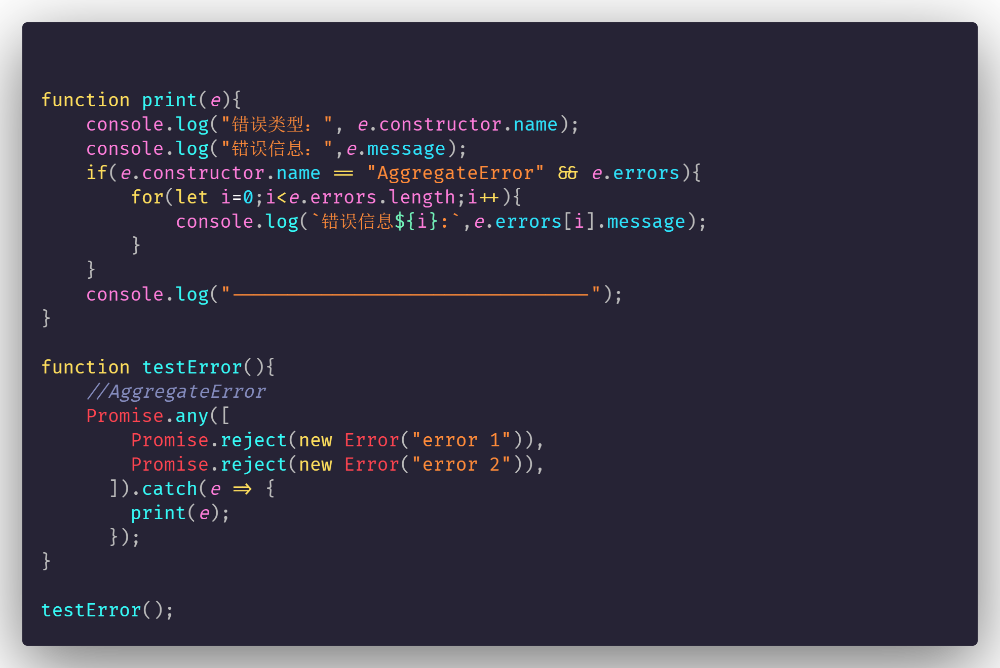 function print(e){
    console.log("错误类型：", e.constructor.name);
    console.log("错误信息：",e.message);
    if(e.constructor.name == "AggregateError" && e.errors){
        for(let i=0;i<e.errors.length;i++){
            console.log(`错误信息${i}:`,e.errors[i].message);
        }
    }
    console.log("--------------------------------");
}

function testError(){
    //AggregateError
    Promise.any([
        Promise.reject(new Error("error 1")),
        Promise.reject(new Error("error 2")),
      ]).catch(e => {
        print(e);
      });
}

testError();